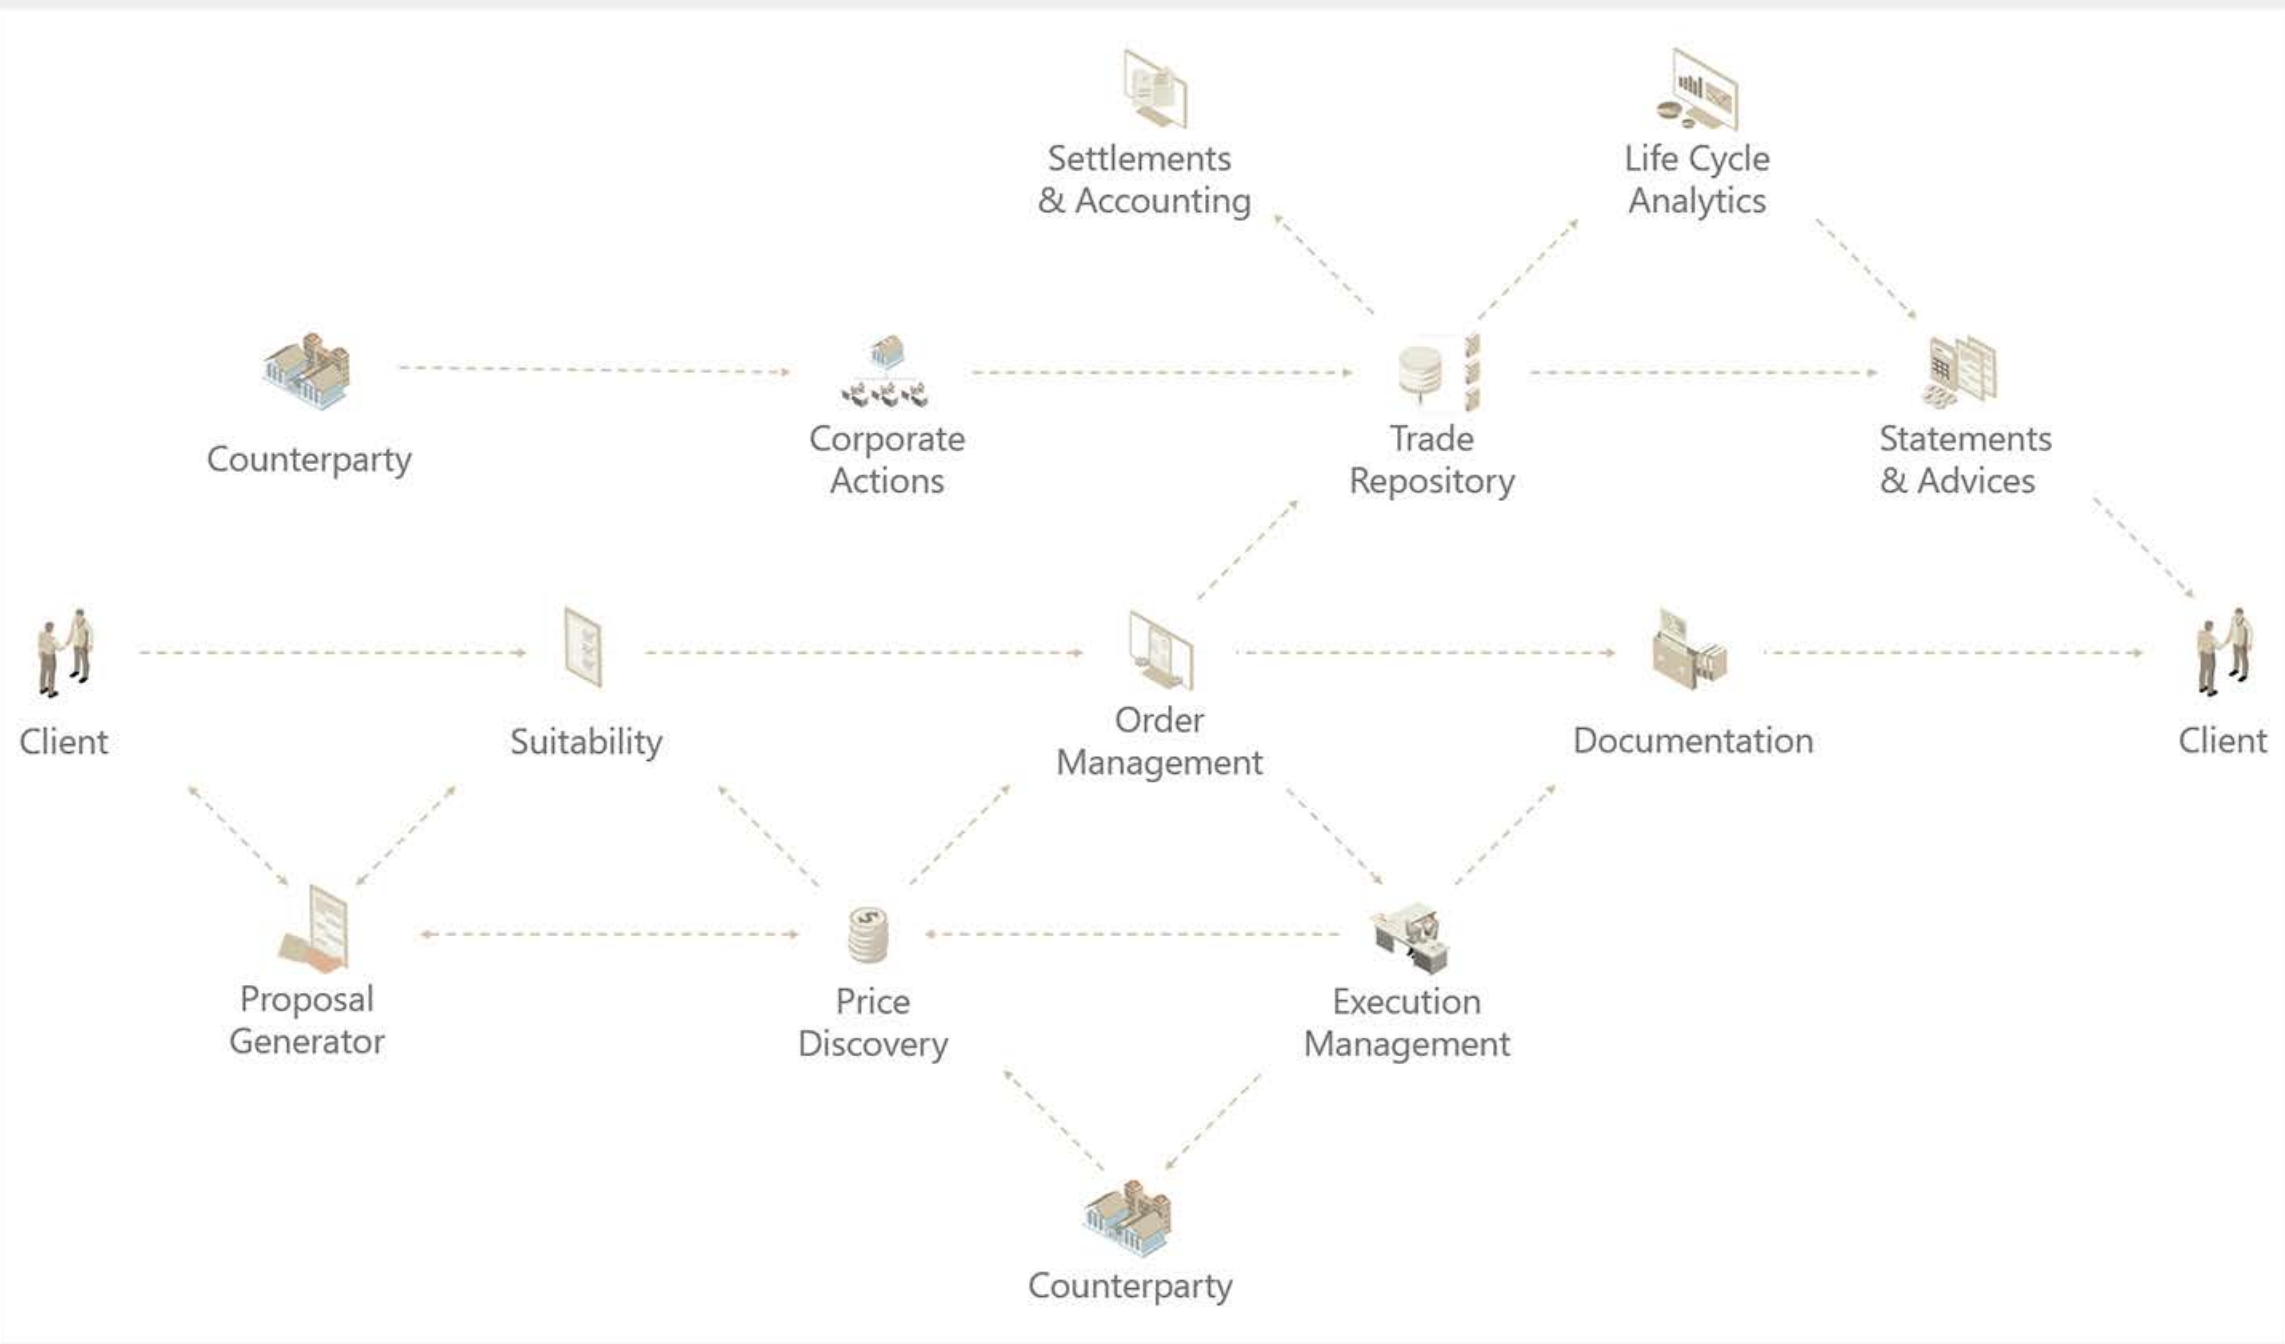 Settlements
& Accounting
Life Cycle
Analytics
Counterparty
Corporate
Actions
Trade
Repository
Statements
& Advices
Client
Suitability
Order
Management
Documentation
Client
Proposal
Generator
Price
Discovery
Execution
Management
Counterparty